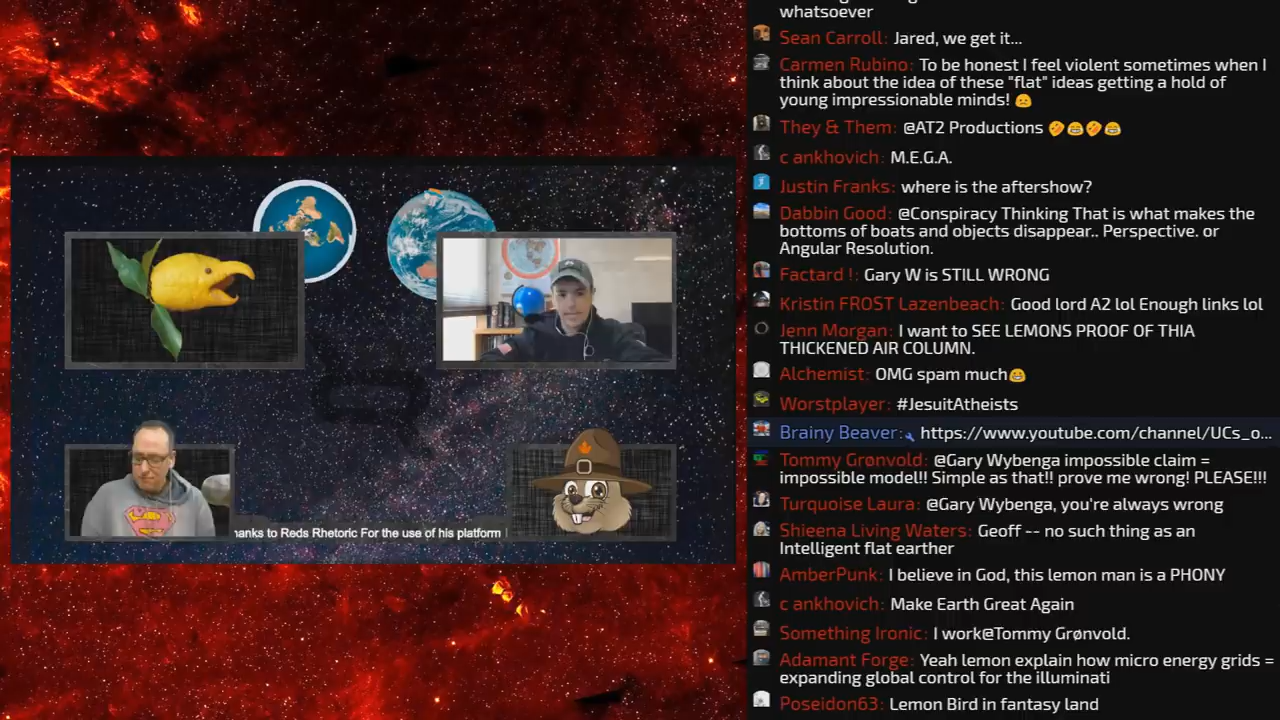 whatsoever
Sean Carroll: Jared, we get it...
Carmen Rubino: To be honest I feel violent sometimes when I
think about the idea of these "flat" ideas getting a hold of
young impressionable minds! 🙁
They & Them: @AT2 Productions 🤣😂🤣😂
c ankhovich: M.E.G.A.
Justin Franks: where is the aftershow?
Dabbin Good: @Conspiracy Thinking That is what makes the
bottoms of boats and objects disappear.. Perspective. or
Angular Resolution.
Factard !: Gary W is STILL WRONG
Kristin FROST Lazenbeach: Good lord A2 lol Enough links lol
Jenn Morgan: I want to SEE LEMONS PROOF OF THIA
THICKENED AIR COLUMN.
Alchemist: OMG spam much😂
Worstplayer: #JesuitAtheists
Brainy Beaver: https://www.youtube.com/channel/UCs_o...
Tommy Grønvold: @Gary Wybenga impossible claim =
impossible model!! Simple as that!! prove me wrong! PLEASE!!!
Turquoise Laura: @Gary Wybenga, you're always wrong
Shieena Living Waters: Geoff -- no such thing as an
Intelligent flat earther
AmberPunk: I believe in God, this lemon man is a PHONY
c ankhovich: Make Earth Great Again
Something Ironic: I work@Tommy Grønvold.
Adamant Forge: Yeah lemon explain how micro energy grids =
expanding global control for the illuminati
Poseidon63: Lemon Bird in fantasy land
hanks to Reds Rhetoric For the use of his platform